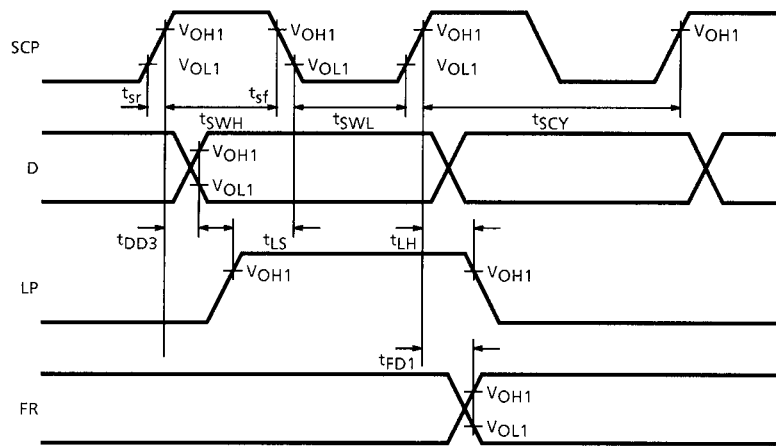 SCP
VOH1 VOH1 VOH1 VOH1
VOL1 VOL1 VOL1
tsr tsf
tSWH tSWL tSCY
D
VOH1
VOL1
tDD3 tLS tLH
LP
VOH1 VOH1
tFD1
FR
VOH1
VOL1